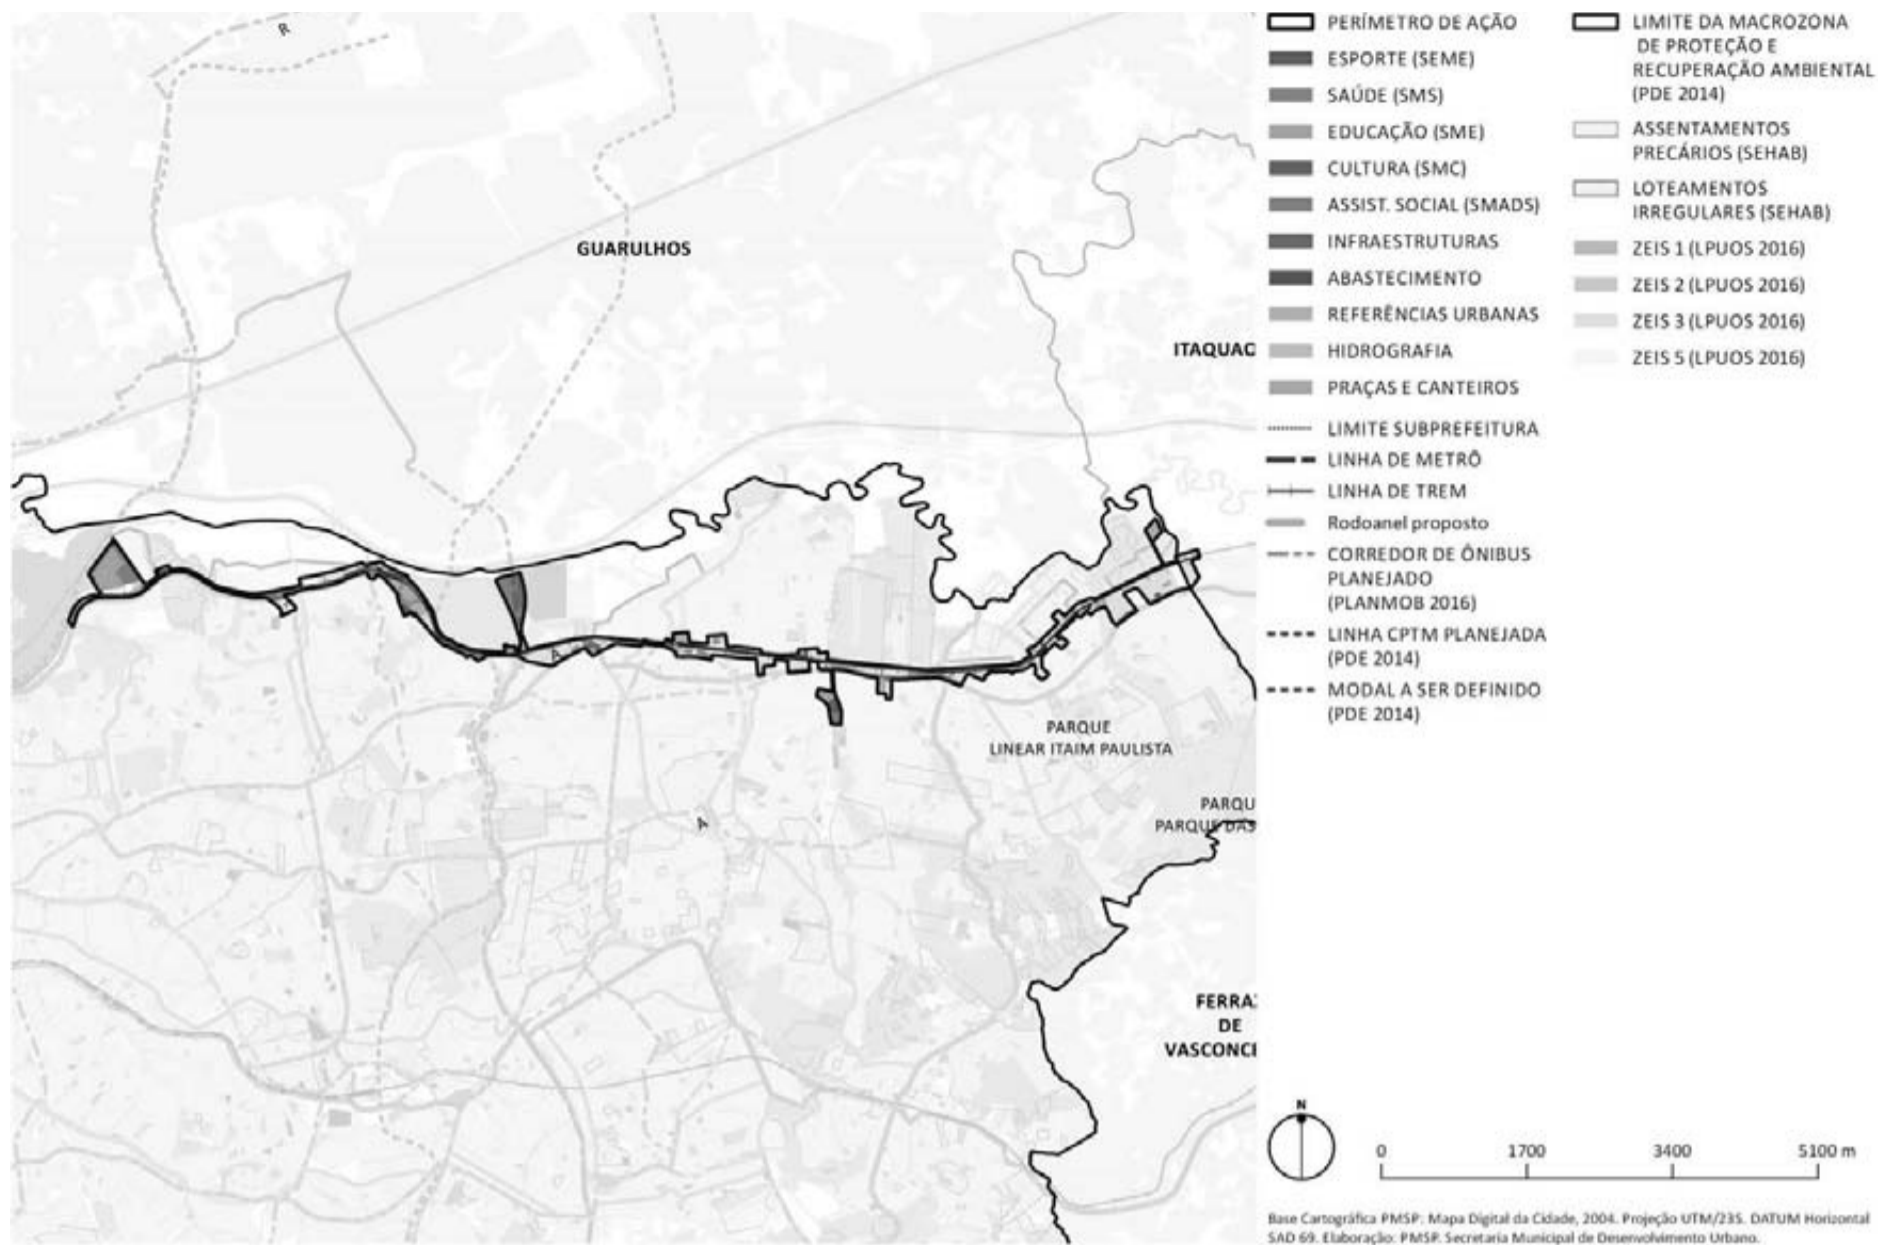 R
GUARULHOS
ITAQUAC
A
PARQUE
LINEAR ITAIM PAULISTA
PARQU
PARQUE DAS
A
FERRAZ
DE
VASCONCE
PERÍMETRO DE AÇÃO
ESPORTE (SEME)
SAÚDE (SMS)
EDUCAÇÃO (SME)
CULTURA (SMC)
ASSIST. SOCIAL (SMADS)
INFRAESTRUTURAS
ABASTECIMENTO
REFERÊNCIAS URBANAS
HIDROGRAFIA
PRAÇAS E CANTEIROS
LIMITE SUBPREFEITURA
LINHA DE METRÔ
LINHA DE TREM
Rodoanel proposto
CORREDOR DE ÔNIBUS
PLANEJADO
(PLANMOB 2016)
LINHA CPTM PLANEJADA
(PDE 2014)
MODAL A SER DEFINIDO
(PDE 2014)
LIMITE DA MACROZONA
DE PROTEÇÃO E
RECUPERAÇÃO AMBIENTAL
(PDE 2014)
ASSENTAMENTOS
PRECÁRIOS (SEHAB)
LOTEAMENTOS
IRREGULARES (SEHAB)
ZEIS 1 (LPUOS 2016)
ZEIS 2 (LPUOS 2016)
ZEIS 3 (LPUOS 2016)
ZEIS 5 (LPUOS 2016)
N
0 1700 3400 5100 m
Base Cartográfica PMSP: Mapa Digital da Cidade, 2004. Projeção UTM/23S. DATUM Horizontal
SAD 69. Elaboração: PMSP. Secretaria Municipal de Desenvolvimento Urbano.